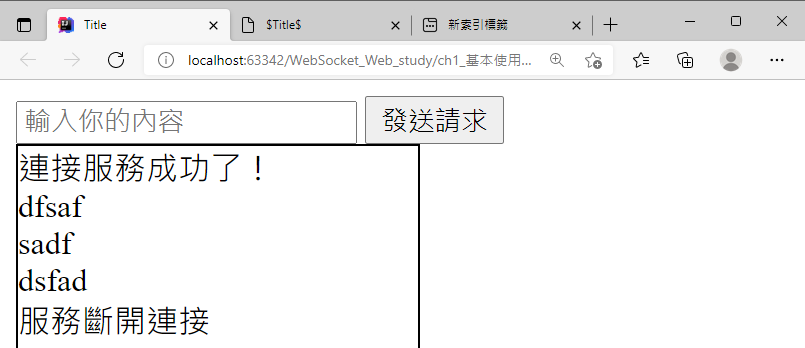 Title
$Title$
新索引標籤
localhost:63342/WebSocket_Web_study/ch1_基本使用...
輸入你的內容
發送請求
連接服務成功了！
dfsaf
sadf
dsfad
服務斷開連接